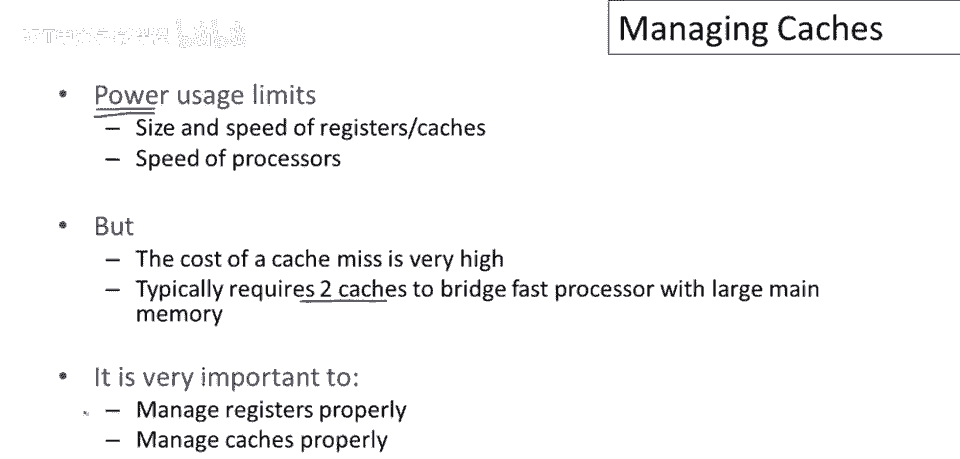 Managing Caches
• Power usage limits
– Size and speed of registers/caches
– Speed of processors
• But
– The cost of a cache miss is very high
– Typically requires 2 caches to bridge fast processor with large main
memory
• It is very important to:
– Manage registers properly
– Manage caches properly